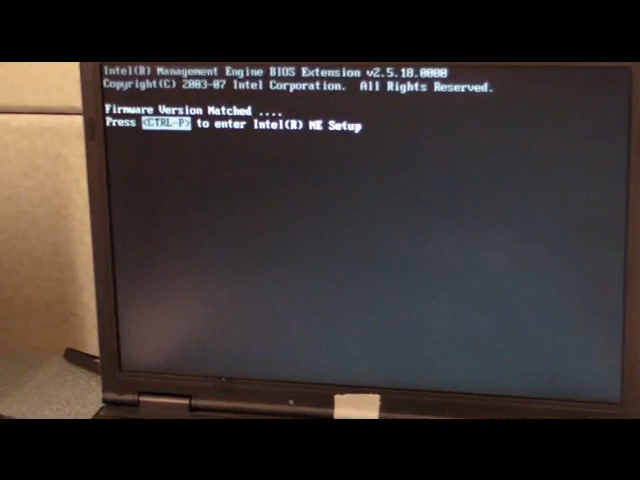 Intel(R) Management Engine BIOS Extension v2.5.18.0000
Copyright(C) 2003-07 Intel Corporation. All Rights Reserved.
Firmware Version Matched ....
Press <CTRL-P> to enter Intel(R) ME Setup